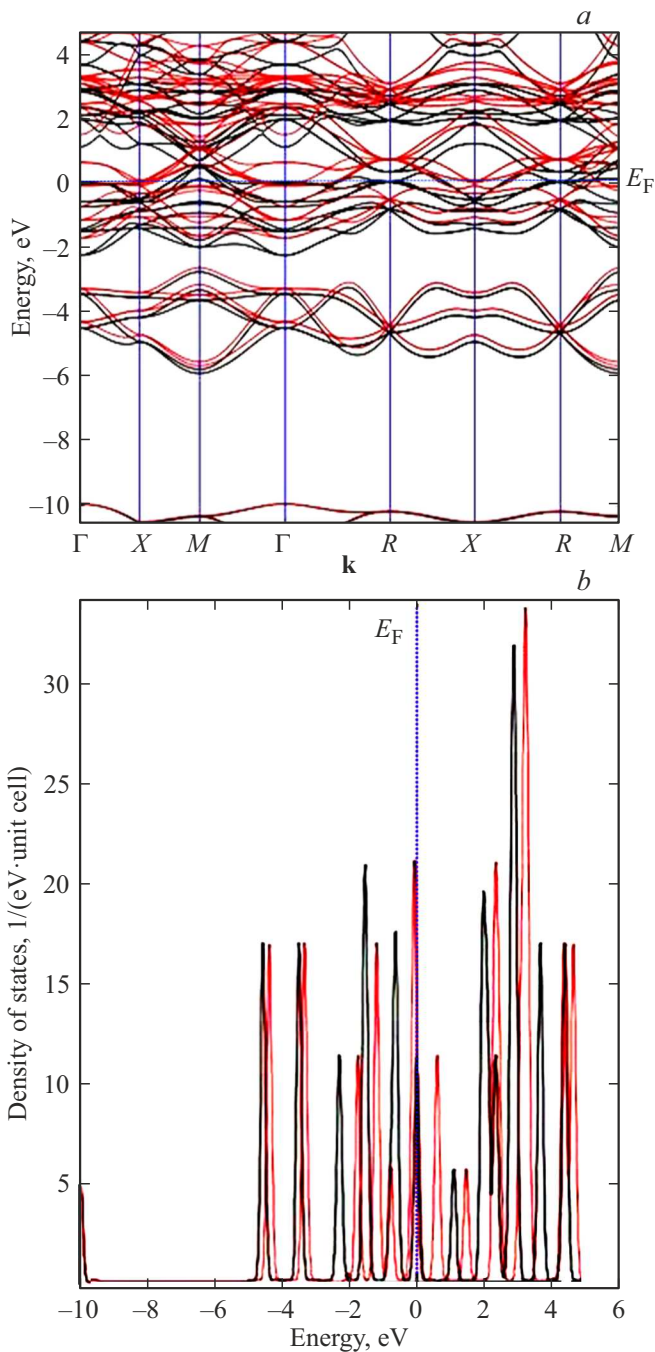 a
4
2
0
–2
–4
–6
–8
–10
Energy, eV
E_F
Γ X M Γ R X R M
k
b
E_F
30
25
20
15
10
5
Density of states, 1/(eV·unit cell)
–10 –8 –6 –4 –2 0 2 4 6
Energy, eV